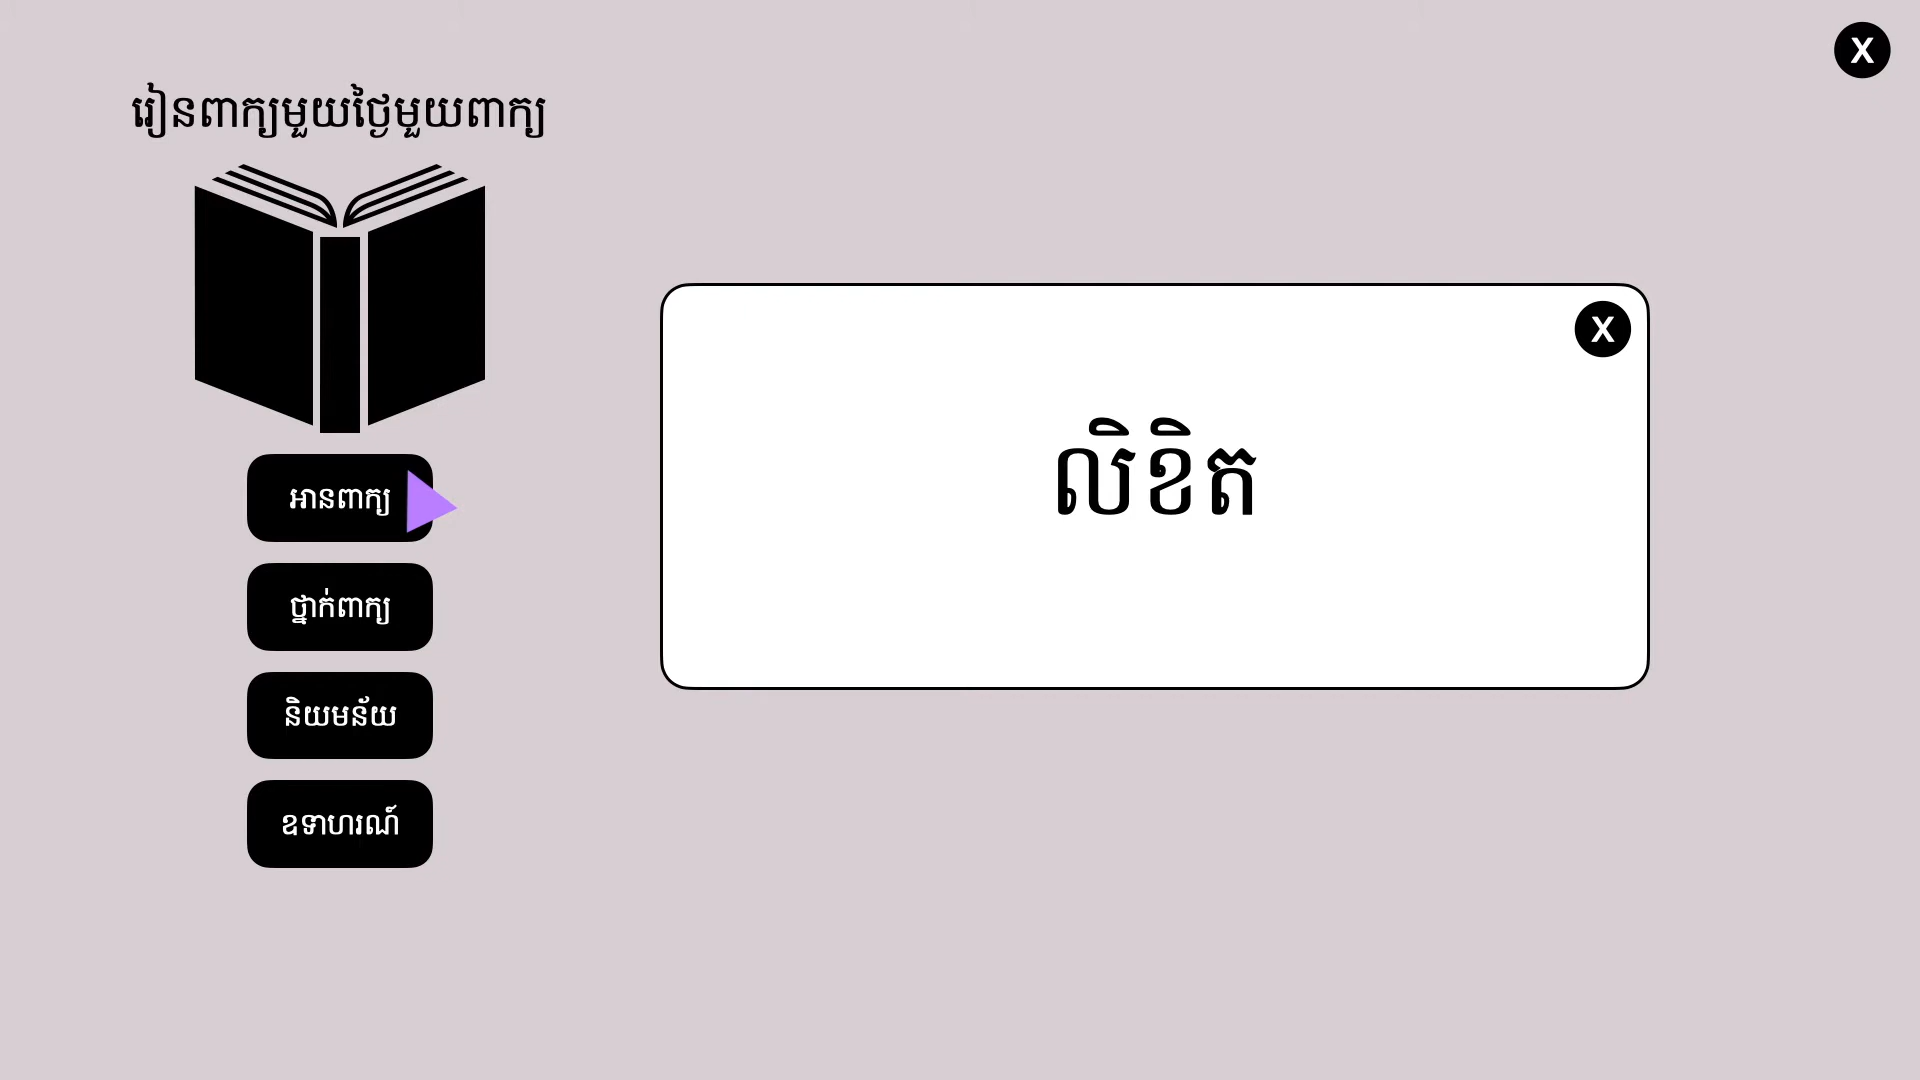 X
រៀនពាក្យមួយថ្ងៃមួយពាក្យ
X
លិខិត
អានពាក្យ
ថ្នាក់ពាក្យ
និយមន័យ
ឧទាហរណ៍